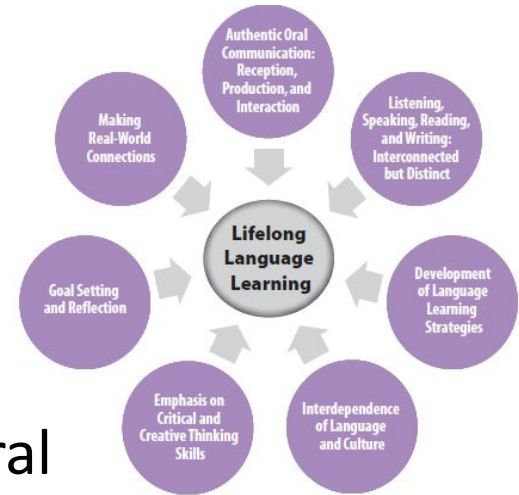 Authentic Oral
Communication:
Reception,
Production, and
Interaction
Listening,
Speaking, Reading,
and Writing:
Interconnected
but Distinct
Development
of Language
Learning
Strategies
Interdependence
of Language
and Culture
Emphasis on
Critical and
Creative Thinking
Skills
Goal Setting
and Reflection
Making
Real-World
Connections
Lifelong
Language
Learning